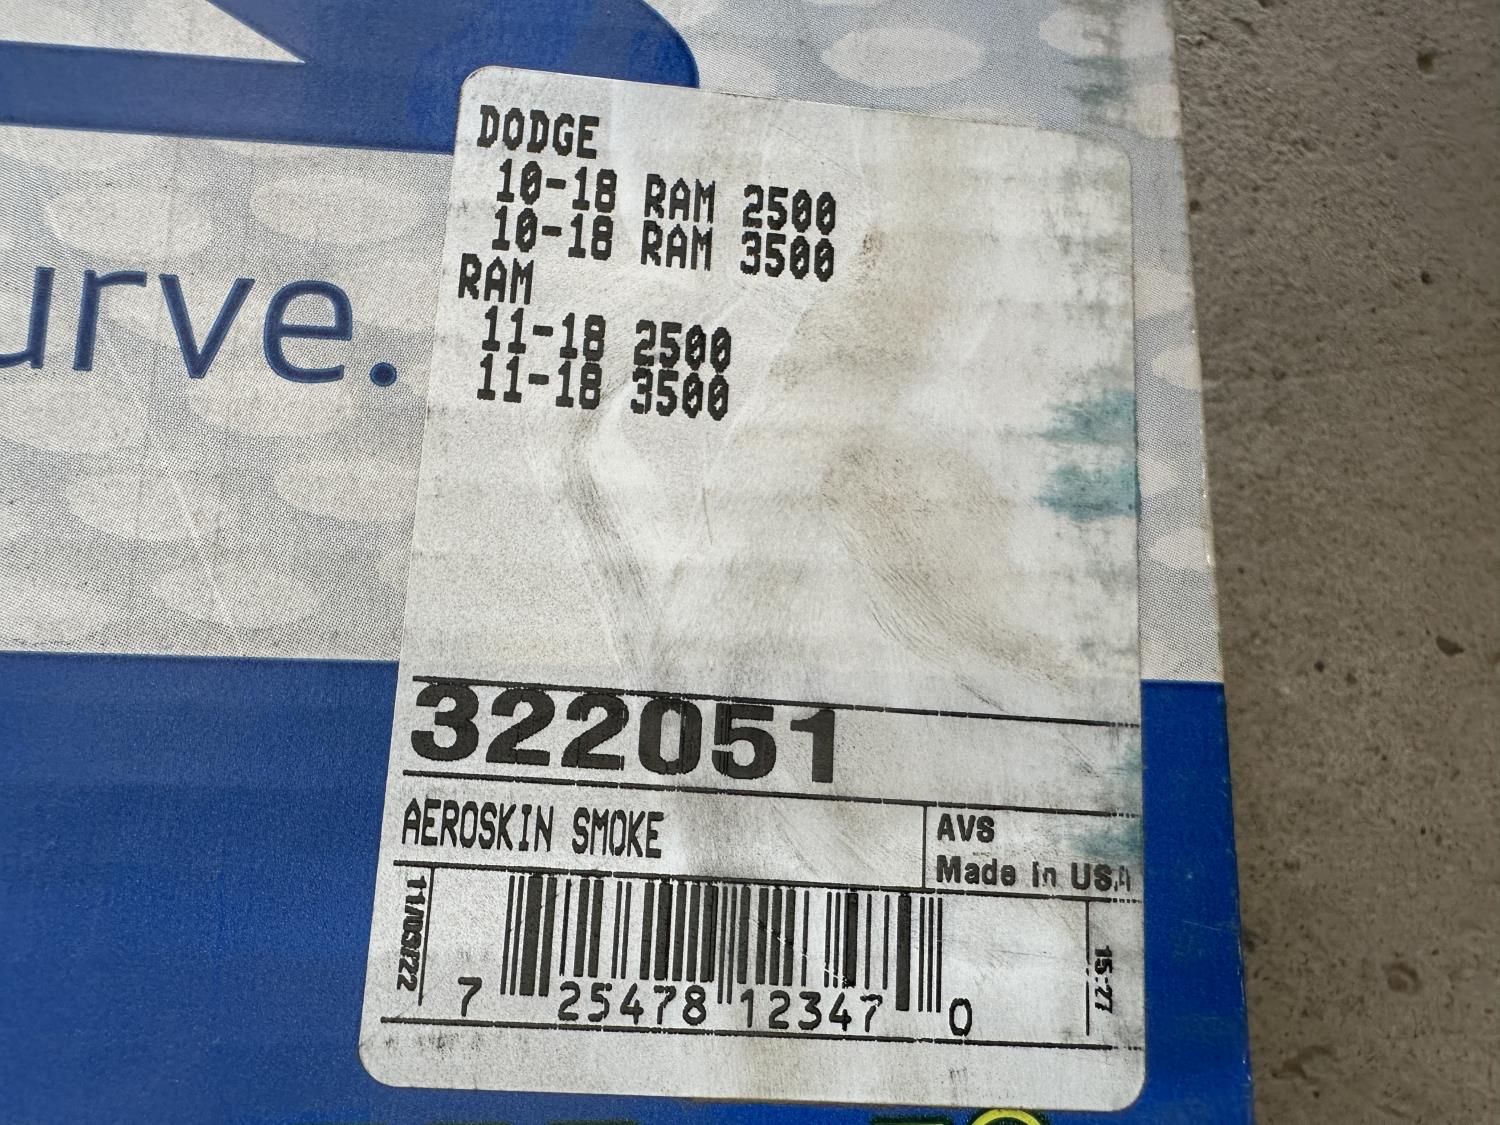 DODGE
10-18 RAM 2500
10-18 RAM 3500
RAM
11-18 2500
11-18 3500
urve.
322051
AEROSKIN SMOKE
AVS
Made in USA
11/03/22
15:27
7 25478 12347 0